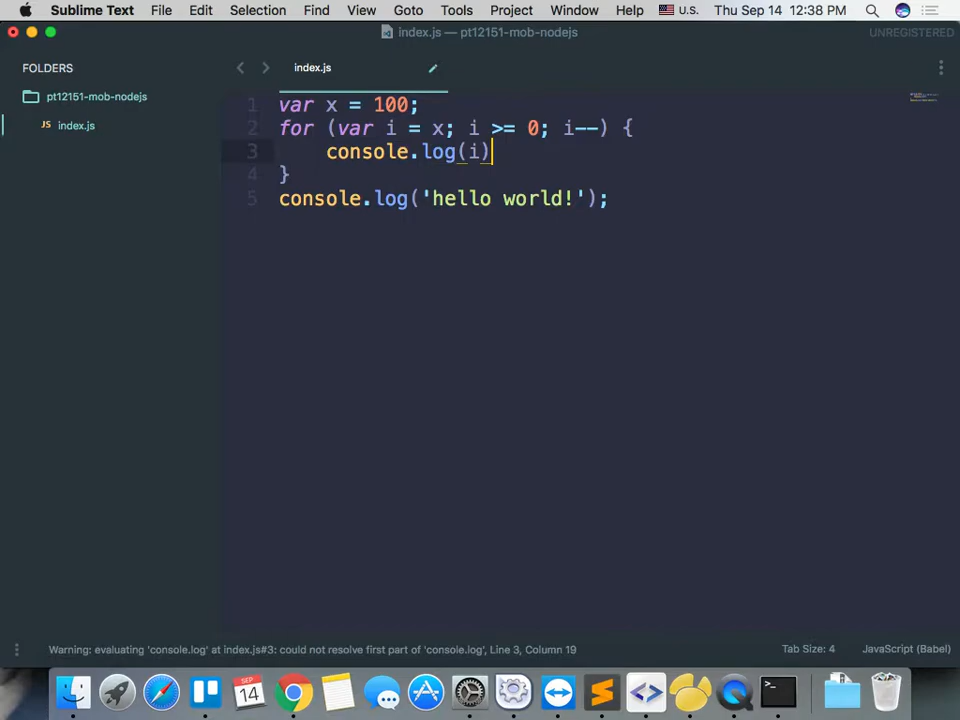 Sublime Text File Edit Selection Find View Goto Tools Project Window Help U.S. Thu Sep 14 12:38 PM
index.js — pt12151-mob-nodejs UNREGISTERED
FOLDERS
pt12151-mob-nodejs
JS index.js
index.js
1 var x = 100;
2 for (var i = x; i >= 0; i--) {
3 console.log(i)
4 }
5 console.log('hello world!');
Warning: evaluating 'console.log' at index.js#3: could not resolve first part of 'console.log', Line 3, Column 19 Tab Size: 4 JavaScript (Babel)
SEP
14
>_